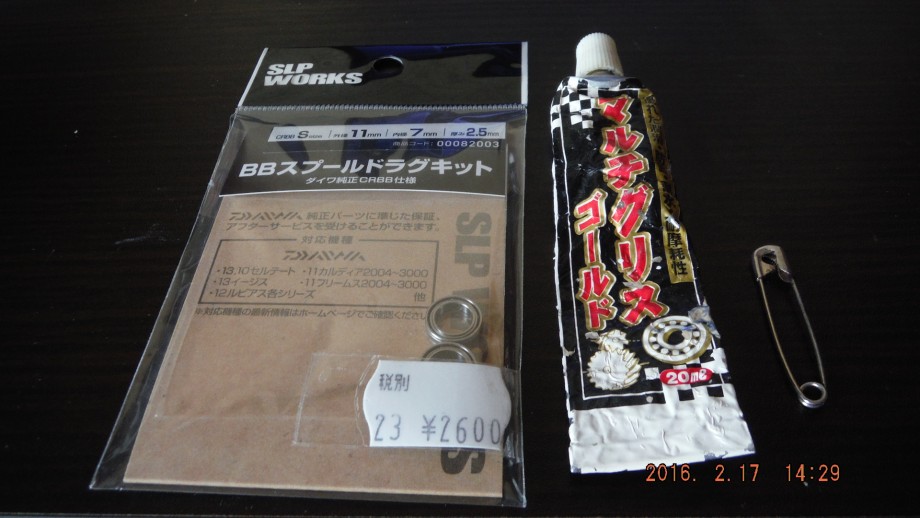 SLP
WORKS
CRBB Sサイズ 外径 11mm 内径 7mm 厚み 2.5mm
商品コード: 00082003
BBスプールドラグキット
ダイワ純正CRBB仕様
DAIWA 純正パーツに準じた保証。
アフターサービスを受けることができます。
対応機種
DAIWA
・13,10セルテート ・11カルディア2004~3000
・13イージス ・11フリームス2004~3000
・12ルビアス各シリーズ 他
※対応機種の最新情報はホームページでご確認ください
SLP W
S
税別
23 ¥2600
マルチグリス
ゴールド
摩耗性
20mℓ
2016. 2.17 14:29